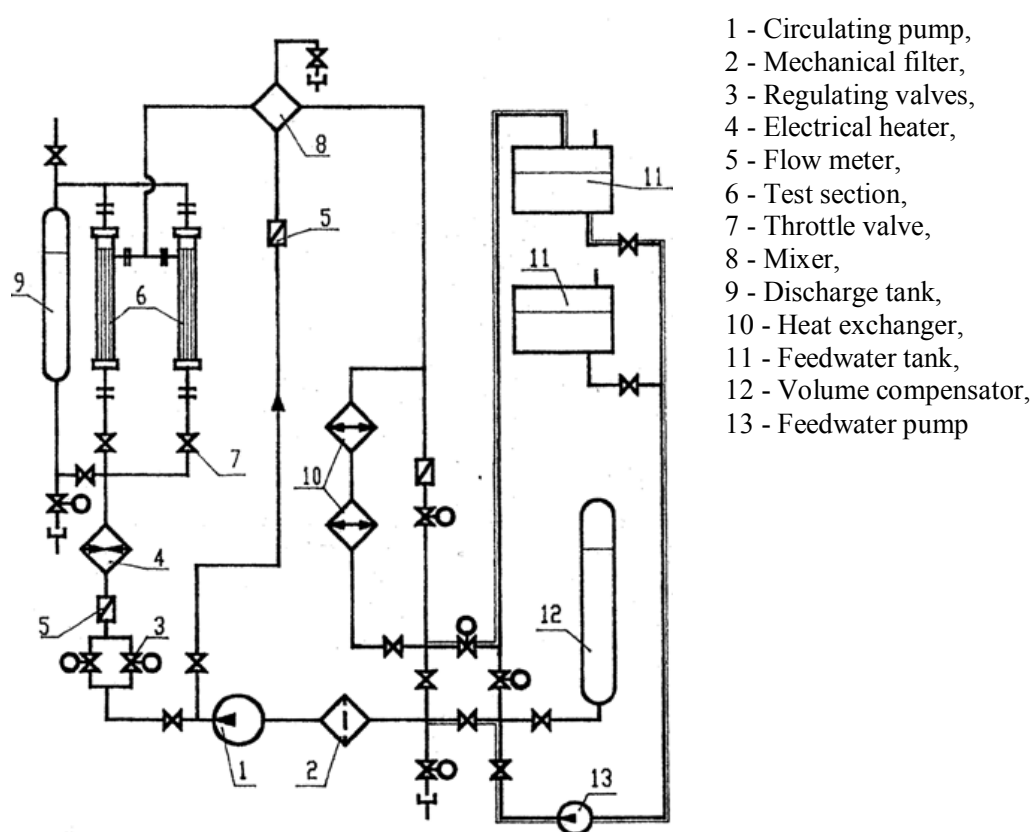 8
11
5
11
9
6
7
10
4
5
3
12
1
2
13
1 - Circulating pump,
2 - Mechanical filter,
3 - Regulating valves,
4 - Electrical heater,
5 - Flow meter,
6 - Test section,
7 - Throttle valve,
8 - Mixer,
9 - Discharge tank,
10 - Heat exchanger,
11 - Feedwater tank,
12 - Volume compensator,
13 - Feedwater pump